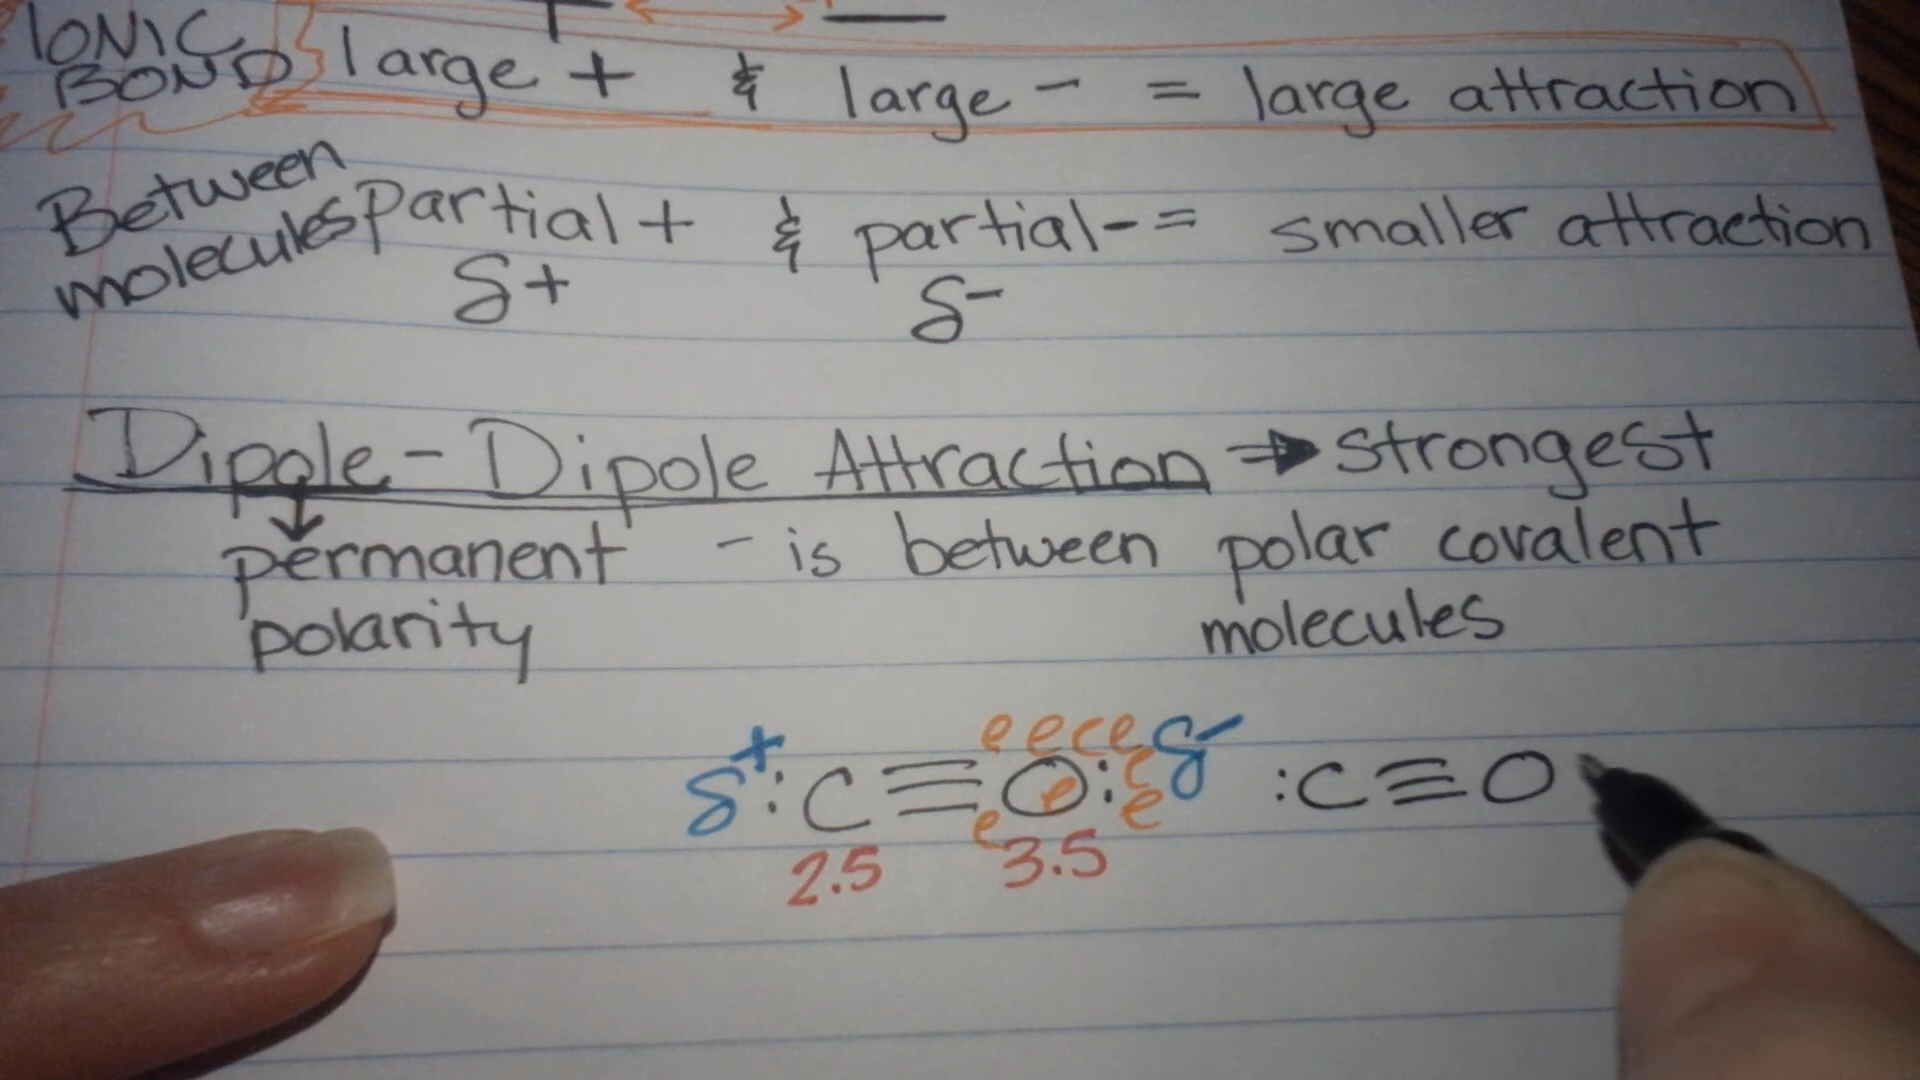 + —
IONIC BOND large + & large - = large attraction
Between molecules Partial + & partial - = smaller attraction
δ+ δ-
Dipole - Dipole Attraction → strongest
permanent polarity - is between polar covalent molecules
δ+ :C≡O: δ- :C≡O
e e e e e e e e
2.5 3.5